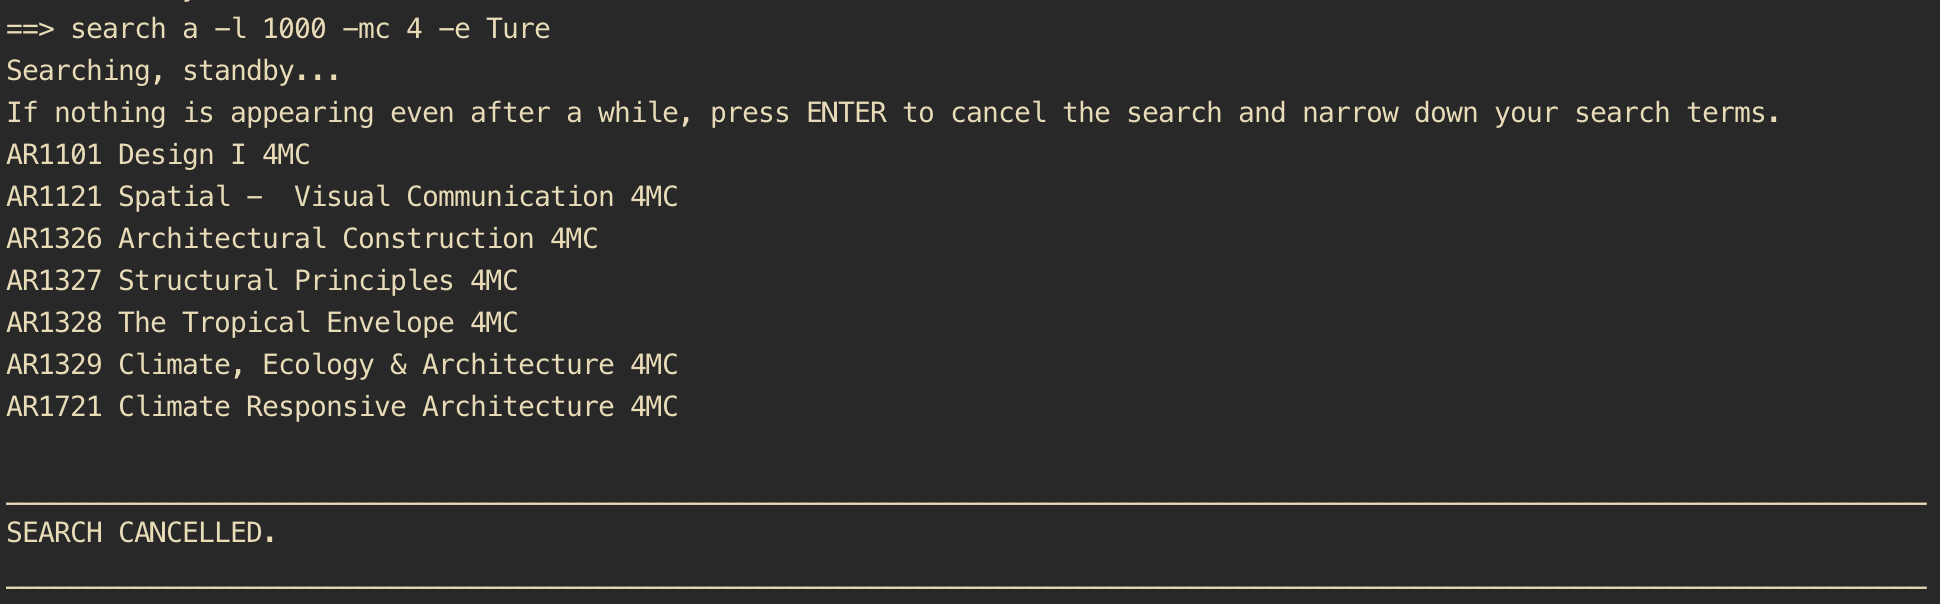 ==> search a -l 1000 -mc 4 -e Ture
Searching, standby...
If nothing is appearing even after a while, press ENTER to cancel the search and narrow down your search terms.
AR1101 Design I 4MC
AR1121 Spatial -  Visual Communication 4MC
AR1326 Architectural Construction 4MC
AR1327 Structural Principles 4MC
AR1328 The Tropical Envelope 4MC
AR1329 Climate, Ecology & Architecture 4MC
AR1721 Climate Responsive Architecture 4MC
SEARCH CANCELLED.